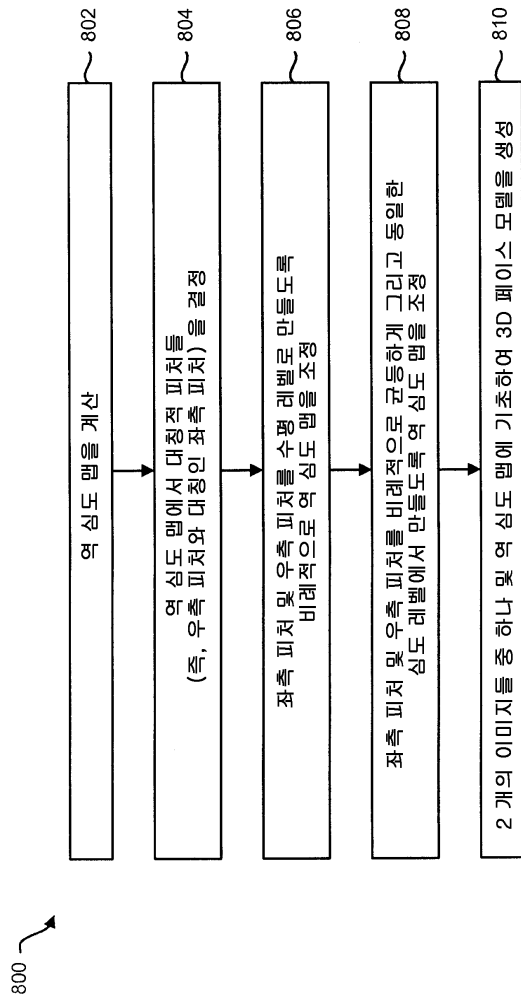 800
역 심도 맵을 계산
802
역 심도 맵에서 대칭적 피처들
(즉, 우측 피처와 대칭인 좌측 피처) 을 결정
804
좌측 피처 및 우측 피처를 수평 레벨로 만들도록
비례적으로 역 심도 맵을 조정
806
좌측 피처 및 우측 피처를 비례적으로 균등하게 그리고 동일한
심도 레벨에서 만들도록 역 심도 맵을 조정
808
2 개의 이미지들 중 하나 및 역 심도 맵에 기초하여 3D 페이스 모델을 생성
810